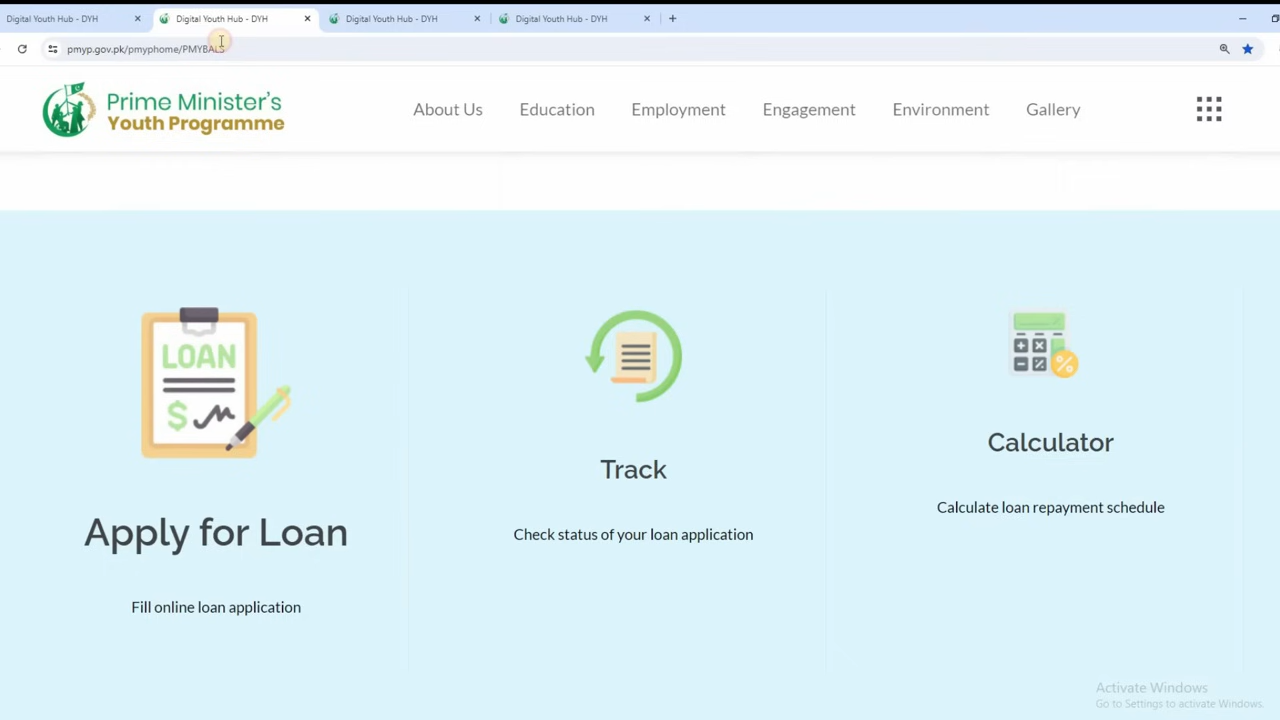 Digital Youth Hub - DYH
Digital Youth Hub - DYH
Digital Youth Hub - DYH
Digital Youth Hub - DYH
pmyp.gov.pk/pmyphome/PMYBALS
Prime Minister's
Youth Programme
About Us
Education
Employment
Engagement
Environment
Gallery
LOAN
Apply for Loan
Fill online loan application
Track
Check status of your loan application
Calculator
Calculate loan repayment schedule
Activate Windows
Go to Settings to activate Windows.